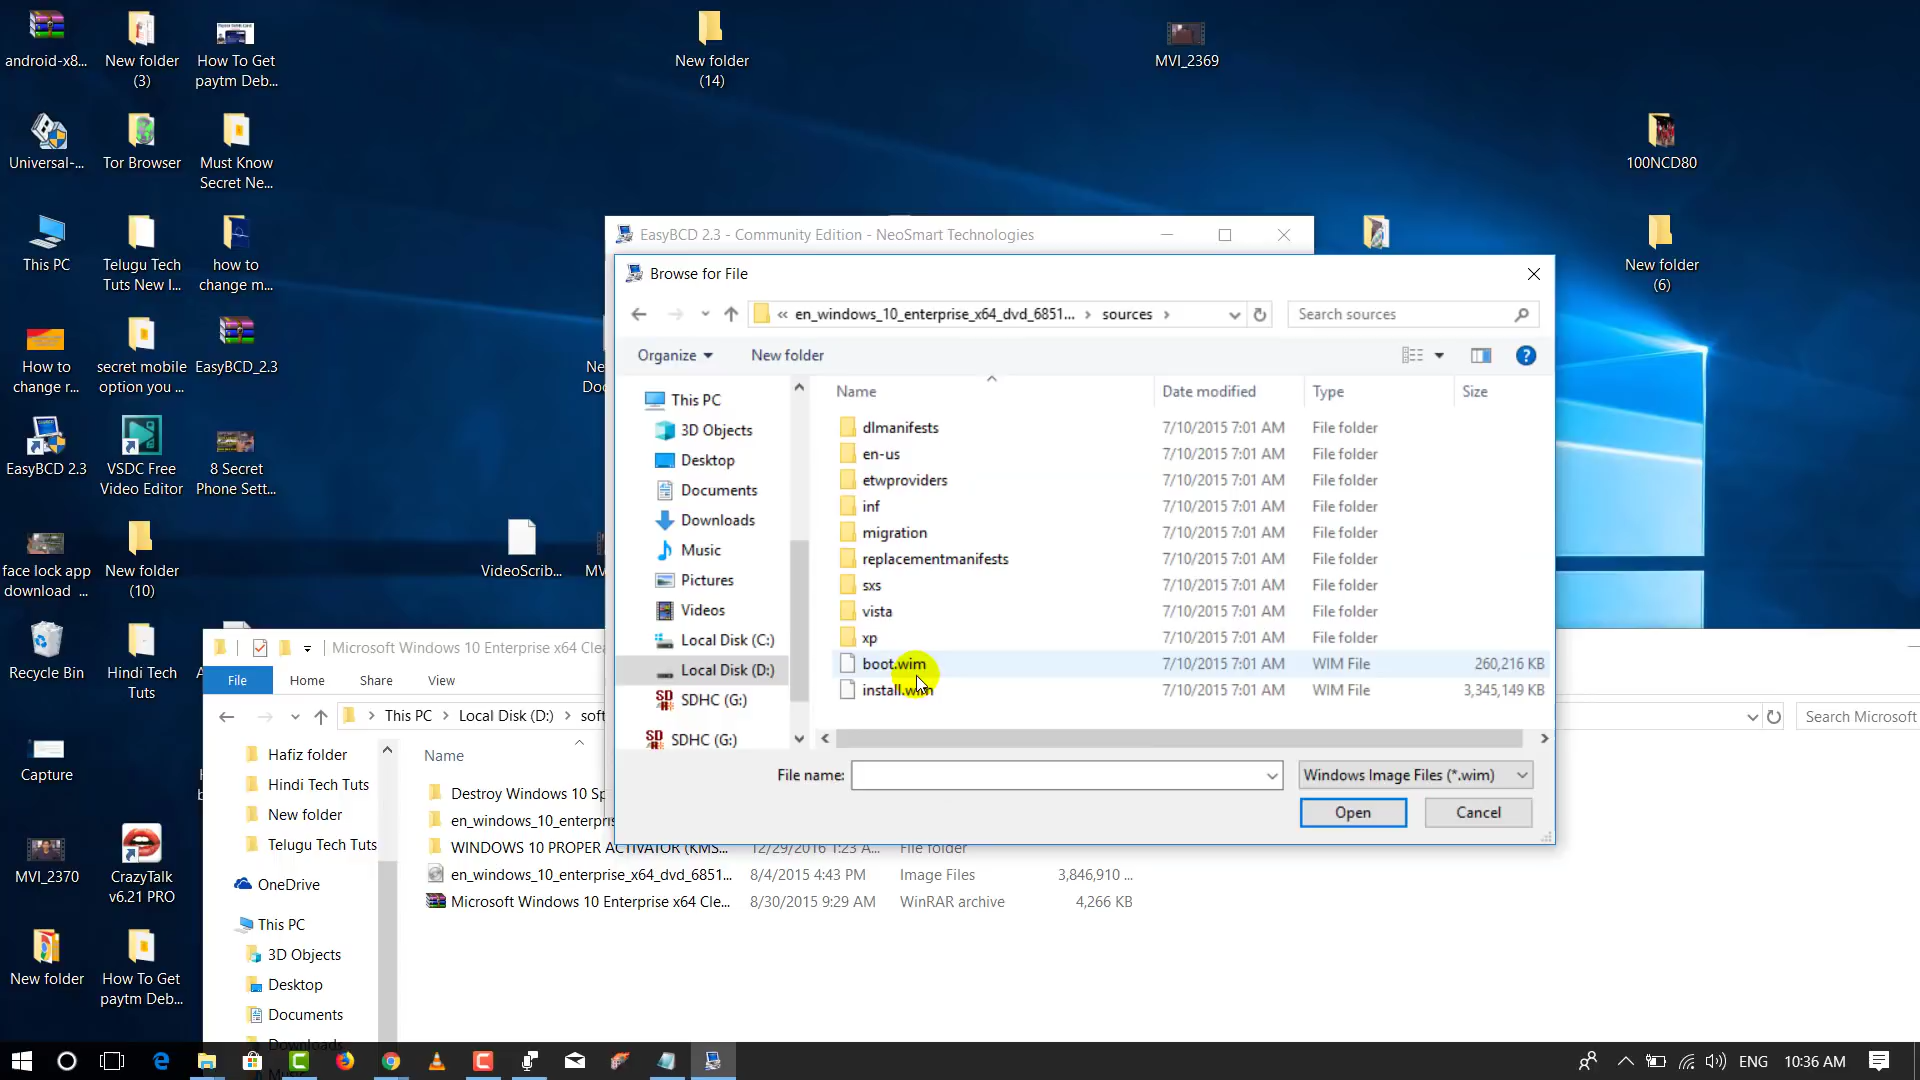 android-x8...
New folder
(3)
How To Get
paytm Deb...
New folder
(14)
MVI_2369
Universal-...
Tor Browser
Must Know
Secret Ne...
100NCD80
This PC
Telugu Tech
Tuts New I...
how to
change m...
New folder
(6)
How to
change r...
secret mobile
option you ...
EasyBCD_2.3
EasyBCD 2.3
VSDC Free
Video Editor
8 Secret
Phone Sett...
face lock app
download ...
New folder
(10)
VideoScrib...
Recycle Bin
Hindi Tech
Tuts
Capture
MVI_2370
CrazyTalk
v6.21 PRO
New folder
How To Get
paytm Deb...
EasyBCD 2.3 - Community Edition - NeoSmart Technologies
Browse for File
« en_windows_10_enterprise_x64_dvd_6851... > sources >
Search sources
Organize
New folder
This PC
3D Objects
Desktop
Documents
Downloads
Music
Pictures
Videos
Local Disk (C:)
Local Disk (D:)
SDHC (G:)
SDHC (G:)
Name Date modified Type Size
dlmanifests 7/10/2015 7:01 AM File folder
en-us 7/10/2015 7:01 AM File folder
etwproviders 7/10/2015 7:01 AM File folder
inf 7/10/2015 7:01 AM File folder
migration 7/10/2015 7:01 AM File folder
replacementmanifests 7/10/2015 7:01 AM File folder
sxs 7/10/2015 7:01 AM File folder
vista 7/10/2015 7:01 AM File folder
xp 7/10/2015 7:01 AM File folder
boot.wim 7/10/2015 7:01 AM WIM File 260,216 KB
install.wim 7/10/2015 7:01 AM WIM File 3,345,149 KB
File name:
Windows Image Files (*.wim)
Open
Cancel
Microsoft Windows 10 Enterprise x64 Clea
File Home Share View
> This PC > Local Disk (D:) > soft
Search Microsoft
Hafiz folder
Hindi Tech Tuts
New folder
Telugu Tech Tuts
OneDrive
This PC
3D Objects
Desktop
Documents
Downloads
Name
Destroy Windows 10 Sp
en_windows_10_enterpris
WINDOWS 10 PROPER ACTIVATOR (KMS... 12/29/2016 1:23 A... File folder
en_windows_10_enterprise_x64_dvd_6851... 8/4/2015 4:43 PM Image Files 3,846,910 ...
Microsoft Windows 10 Enterprise x64 Cle... 8/30/2015 9:29 AM WinRAR archive 4,266 KB
ENG
10:36 AM